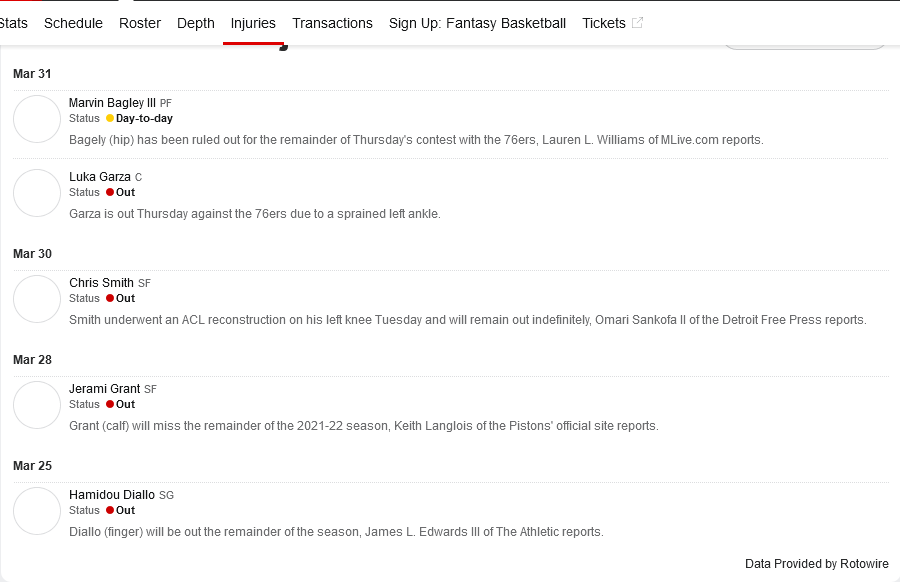 Stats Schedule Roster Depth Injuries Transactions Sign Up: Fantasy Basketball Tickets
Mar 31
Marvin Bagley III PF
Status Day-to-day
Bagely (hip) has been ruled out for the remainder of Thursday's contest with the 76ers, Lauren L. Williams of MLive.com reports.
Luka Garza C
Status Out
Garza is out Thursday against the 76ers due to a sprained left ankle.
Mar 30
Chris Smith SF
Status Out
Smith underwent an ACL reconstruction on his left knee Tuesday and will remain out indefinitely, Omari Sankofa II of the Detroit Free Press reports.
Mar 28
Jerami Grant SF
Status Out
Grant (calf) will miss the remainder of the 2021-22 season, Keith Langlois of the Pistons' official site reports.
Mar 25
Hamidou Diallo SG
Status Out
Diallo (finger) will be out the remainder of the season, James L. Edwards III of The Athletic reports.
Data Provided by Rotowire